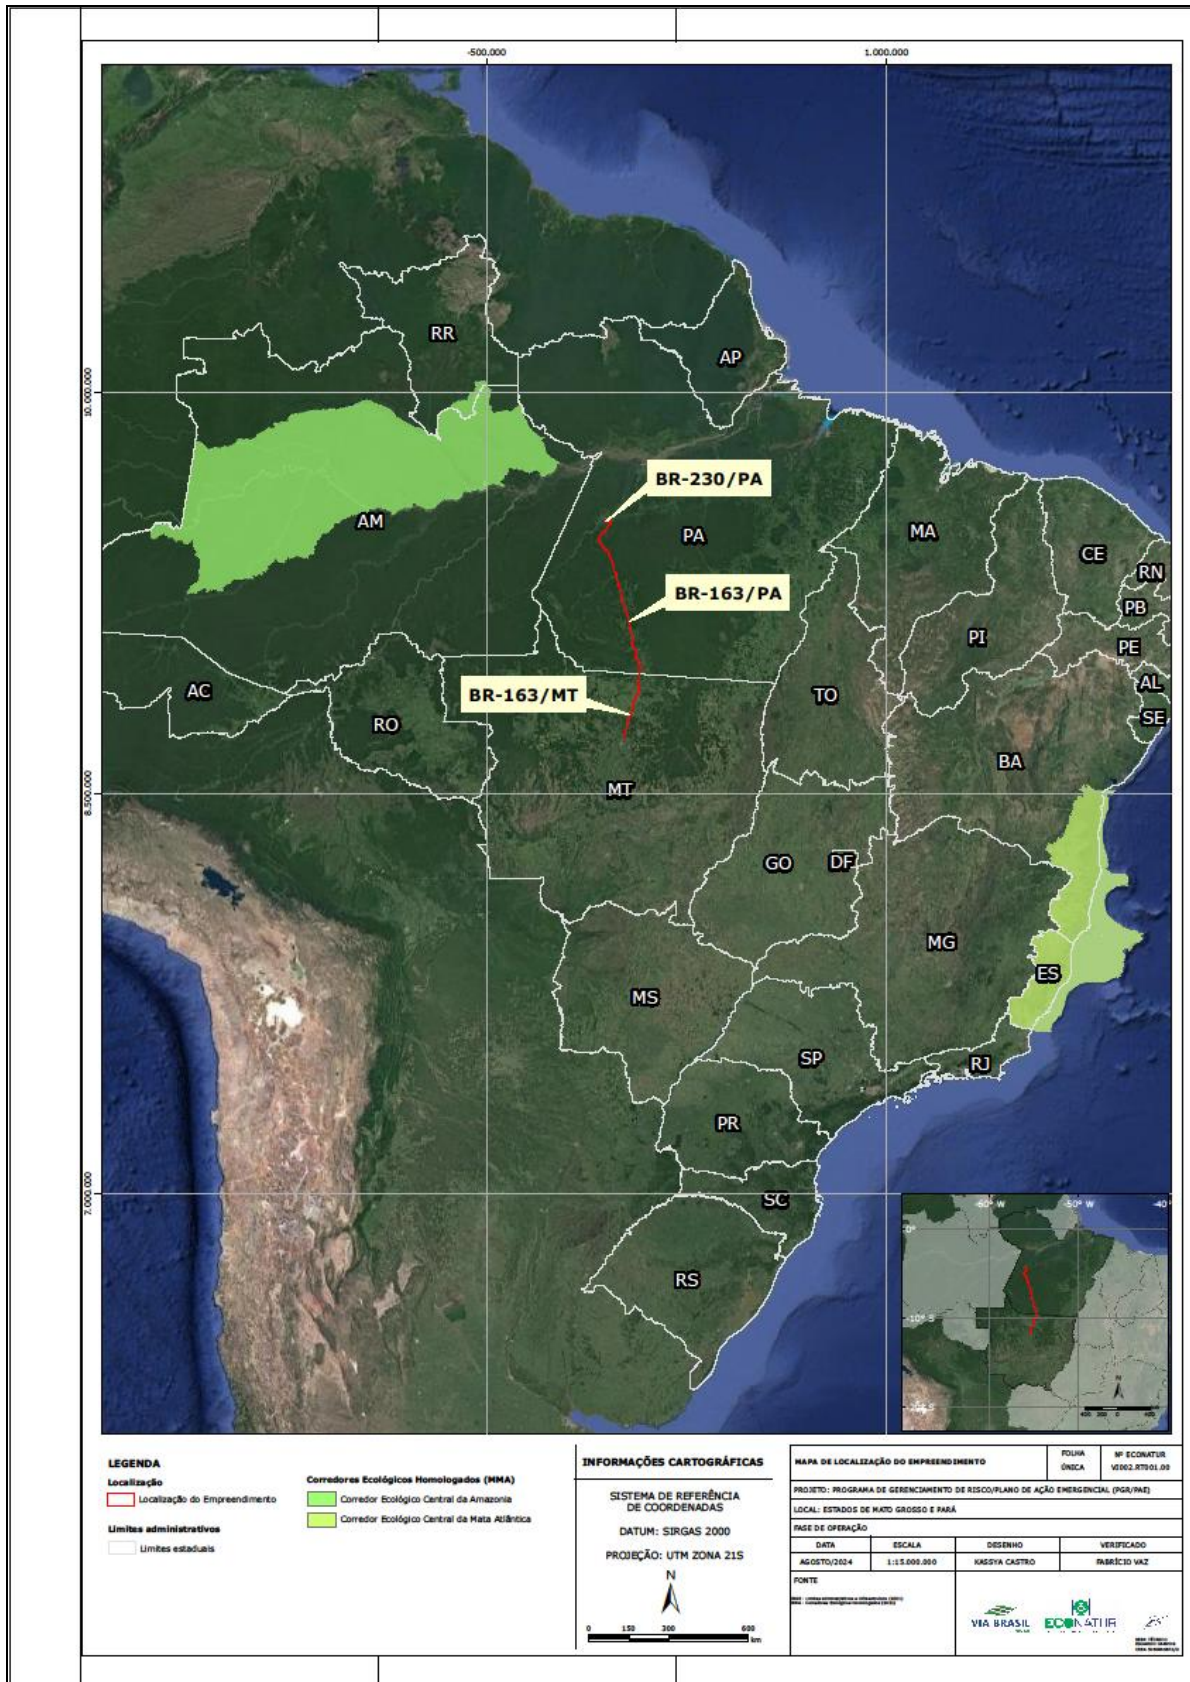 -500.000
1.000.000
10.000.000
8.500.000
7.000.000
RR
AP
AM
BR-230/PA
PA
MA
CE
RN
PB
BR-163/PA
PI
PE
AC
BR-163/MT
RO
TO
AL
SE
BA
MT
GO
DF
MG
ES
MS
SP
RJ
PR
SC
RS
-60° W
-50° W
-40°
0°
-10° S
N
LEGENDA
Localização
Localização do Empreendimento
Limites administrativos
Limites estaduais
Corredores Ecológicos Homologados (MMA)
Corredor Ecológico Central da Amazonia
Corredor Ecológico Central da Mata Atlântica
INFORMAÇÕES CARTOGRÁFICAS
SISTEMA DE REFERÊNCIA
DE COORDENADAS
DATUM: SIRGAS 2000
PROJEÇÃO: UTM ZONA 21S
N
0 150 300 600
km
MAPA DE LOCALIZAÇÃO DO EMPREENDIMENTO
FOLHA
ÚNICA
Nº ECONATUR
PROJETO: PROGRAMA DE GERENCIAMENTO DE RISCO/PLANO DE AÇÃO EMERGENCIAL (PGR/PAE)
LOCAL: ESTADOS DE MATO GROSSO E PARÁ
FASE DE OPERAÇÃO
DATA ESCALA DESENHO VERIFICADO
AGOSTO/2024 1:15.000.000 KASSYA CASTRO FABRÍCIO VAZ
FONTE
VIA BRASIL
ECONATUR